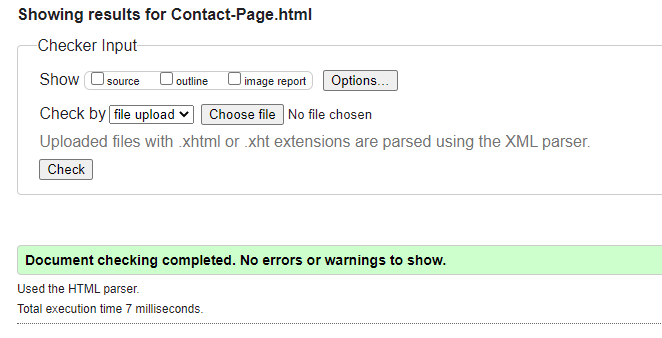 Showing results for Contact-Page.html
Checker Input
Show source outline image report Options...
Check by file upload Choose file No file chosen
Uploaded files with .xhtml or .xht extensions are parsed using the XML parser.
Check
Document checking completed. No errors or warnings to show.
Used the HTML parser.
Total execution time 7 milliseconds.